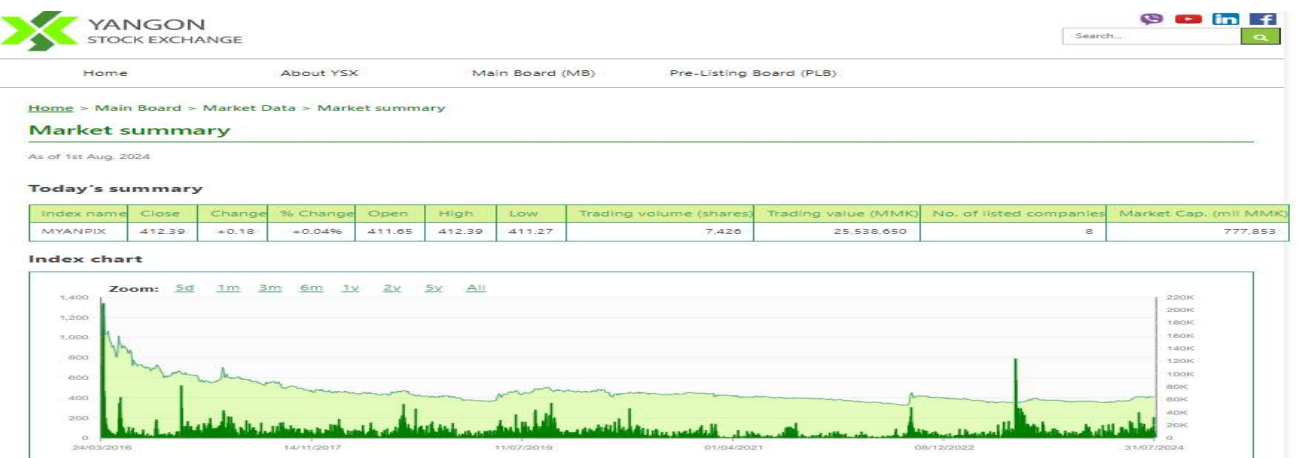 YANGON
STOCK EXCHANGE
Search...
Home About YSX Main Board (MB) Pre-Listing Board (PLB)
Home > Main Board > Market Data > Market summary
Market summary
As of 1st Aug. 2024
Today's summary
Index name Close Change % Change Open High Low Trading volume (shares) Trading value (MMK) No. of listed companies Market Cap. (mil MMK)
MYANPIX 412.39 +0.18 +0.04% 411.65 412.39 411.27 7,426 25,538,650 8 777,853
Index chart
Zoom: 5d 1m 3m 6m 1y 2y 5y All
1,400 220K
1,200 200K
180K
1,000 160K
140K
800 120K
600 100K
80K
400 60K
200 40K
20K
0 0
24/03/2016 14/11/2017 11/07/2019 01/04/2021 08/12/2022 31/07/2024